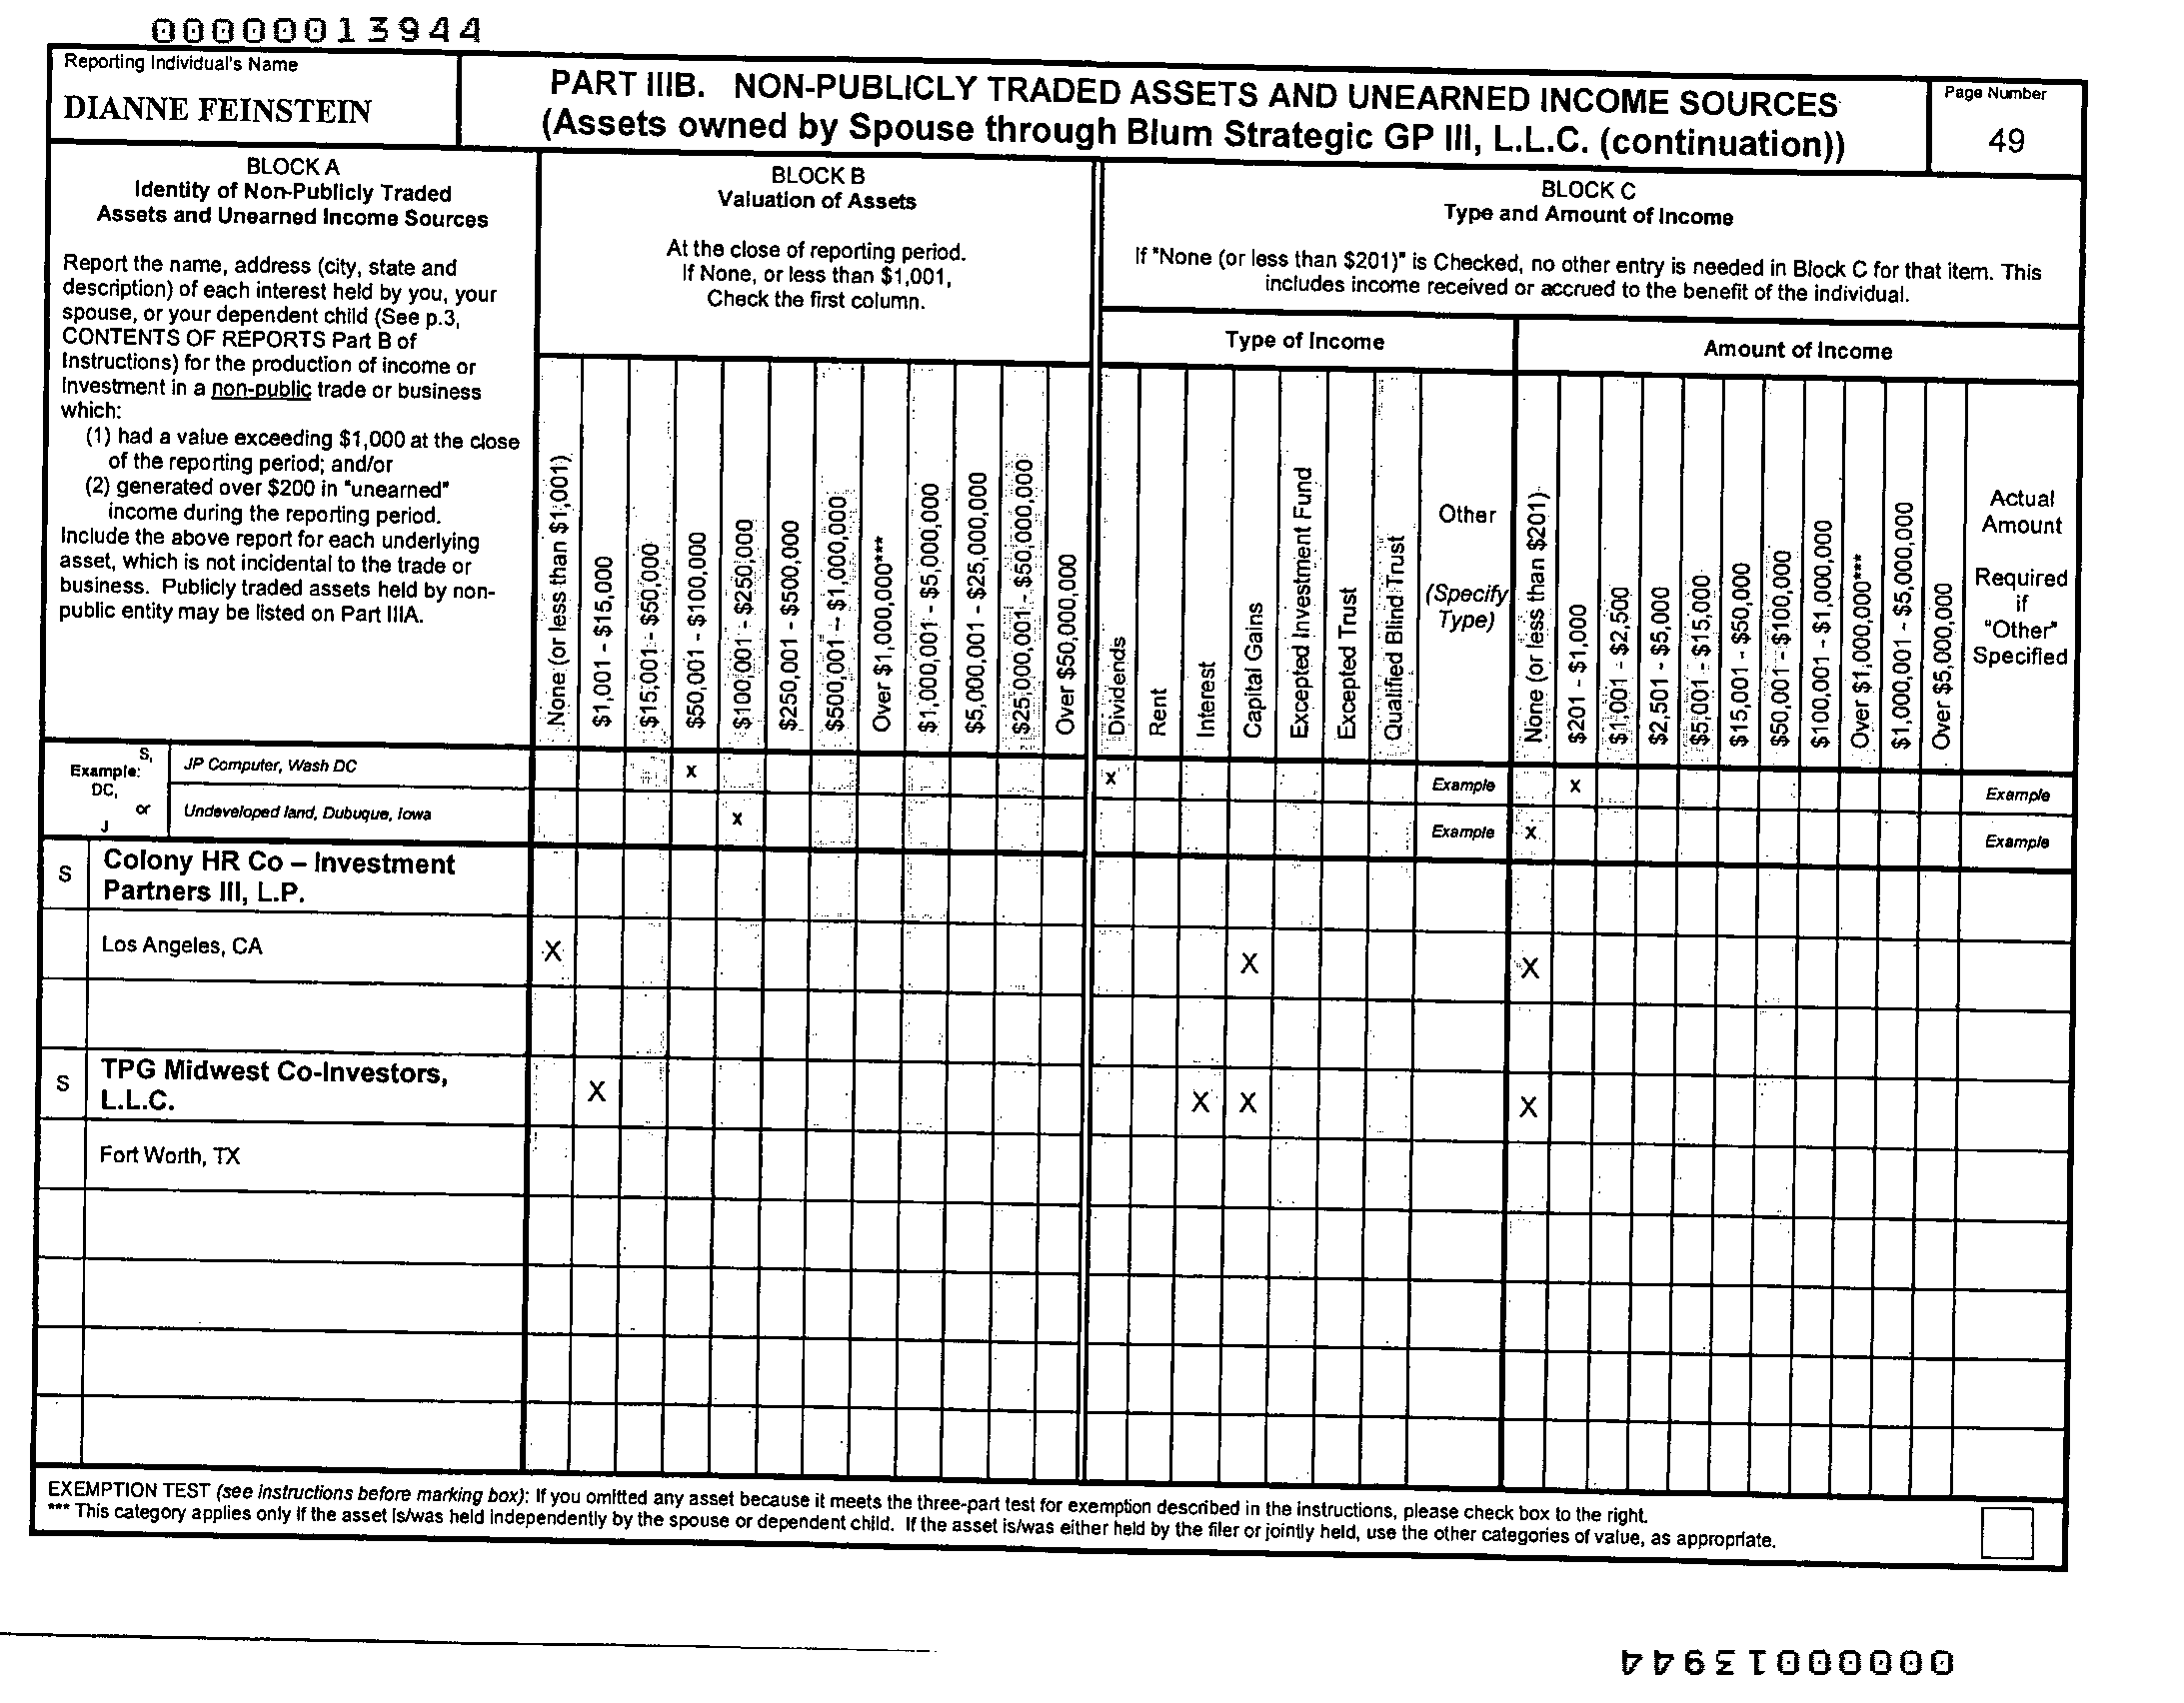 00000013944
Reporting Individual's Name
DIANNE FEINSTEIN
PART IIIB. NON-PUBLICLY TRADED ASSETS AND UNEARNED INCOME SOURCES
(Assets owned by Spouse through Blum Strategic GP III, L.L.C. (continuation))
Page Number
49
BLOCK A
Identity of Non-Publicly Traded
Assets and Unearned Income Sources
Report the name, address (city, state and
description) of each interest held by you, your
spouse, or your dependent child (See p.3,
CONTENTS OF REPORTS Part B of
Instructions) for the production of income or
Investment in a non-public trade or business
which:
(1) had a value exceeding $1,000 at the close
of the reporting period; and/or
(2) generated over $200 in "unearned"
income during the reporting period.
Include the above report for each underlying
asset, which is not incidental to the trade or
business. Publicly traded assets held by non-
public entity may be listed on Part IIIA.
BLOCK B
Valuation of Assets
At the close of reporting period.
If None, or less than $1,001,
Check the first column.
BLOCK C
Type and Amount of Income
If "None (or less than $201)" is Checked, no other entry is needed in Block C for that item. This
includes income received or accrued to the benefit of the individual.
Type of Income
Amount of Income
None (or less than $1,001)
$1,001 - $15,000
$15,001 - $50,000
$50,001 - $100,000
$100,001 - $250,000
$250,001 - $500,000
$500,001 - $1,000,000
Over $1,000,000***
$1,000,001 - $5,000,000
$5,000,001 - $25,000,000
$25,000,001 - $50,000,000
Over $50,000,000
Dividends
Rent
Interest
Capital Gains
Excepted Investment Fund
Excepted Trust
Qualified Blind Trust
Other
(Specify
Type)
None (or less than $201)
$201 - $1,000
$1,001 - $2,500
$2,501 - $5,000
$5,001 - $15,000
$15,001 - $50,000
$50,001 - $100,000
$100,001 - $1,000,000
Over $1,000,000***
$1,000,001 - $5,000,000
Over $5,000,000
Actual
Amount
Required
if
"Other"
Specified
Example:
S,
DC,
or
J
JP Computer, Wash DC
x
x
Example
x
Example
Undeveloped land, Dubuque, Iowa
x
Example
x
Example
S
Colony HR Co – Investment
Partners III, L.P.
Los Angeles, CA
X
X
X
S
TPG Midwest Co-Investors,
L.L.C.
X
X
X
X
Fort Worth, TX
EXEMPTION TEST (see instructions before marking box): If you omitted any asset because it meets the three-part test for exemption described in the instructions, please check box to the right.
*** This category applies only if the asset is/was held independently by the spouse or dependent child. If the asset is/was either held by the filer or jointly held, use the other categories of value, as appropriate.
00000013944